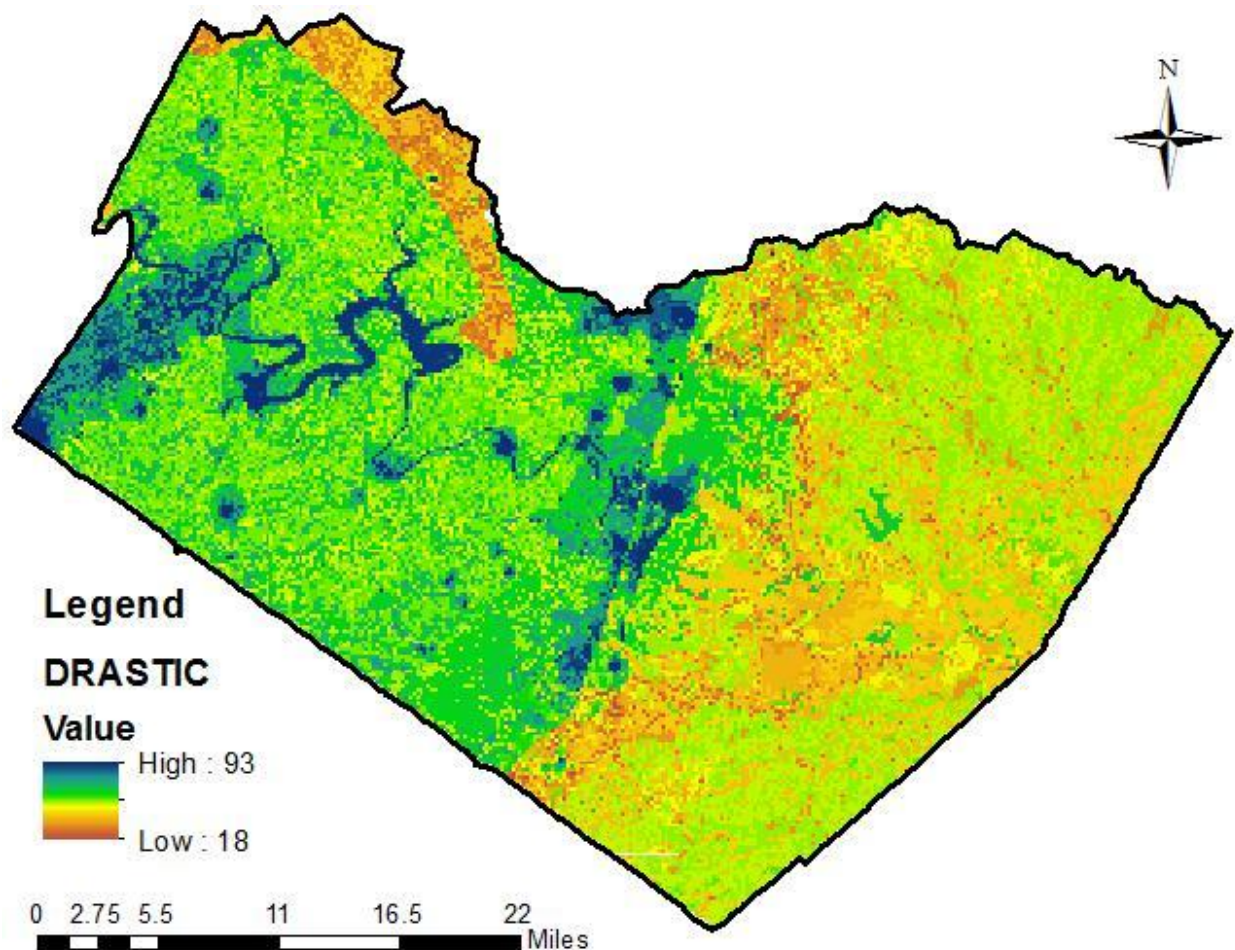 N
Legend
DRASTIC
Value
High : 93
Low : 18
0 2.75 5.5 11 16.5 22
Miles